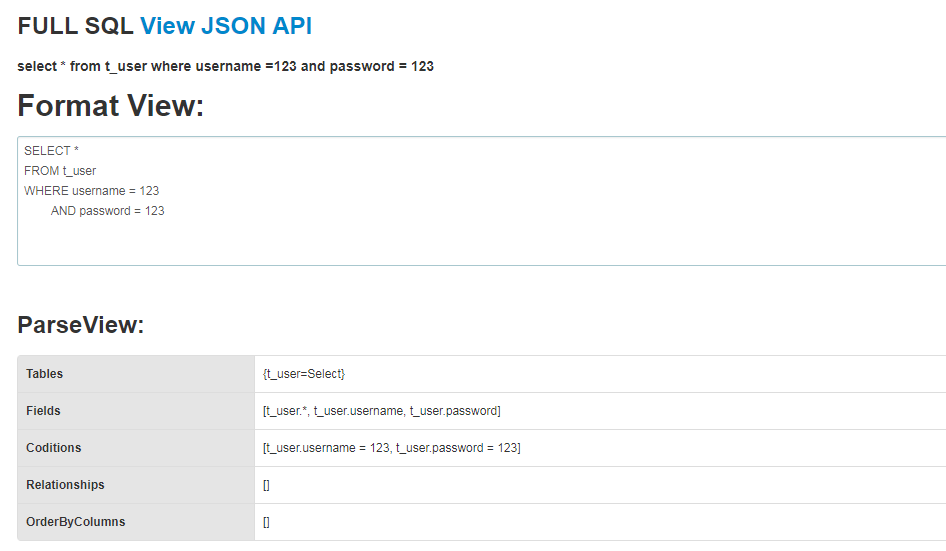 FULL SQL View JSON API
select * from t_user where username =123 and password = 123
Format View:
SELECT *
FROM t_user
WHERE username = 123
AND password = 123
ParseView:
Tables {t_user=Select}
Fields [t_user.*, t_user.username, t_user.password]
Coditions [t_user.username = 123, t_user.password = 123]
Relationships []
OrderByColumns []